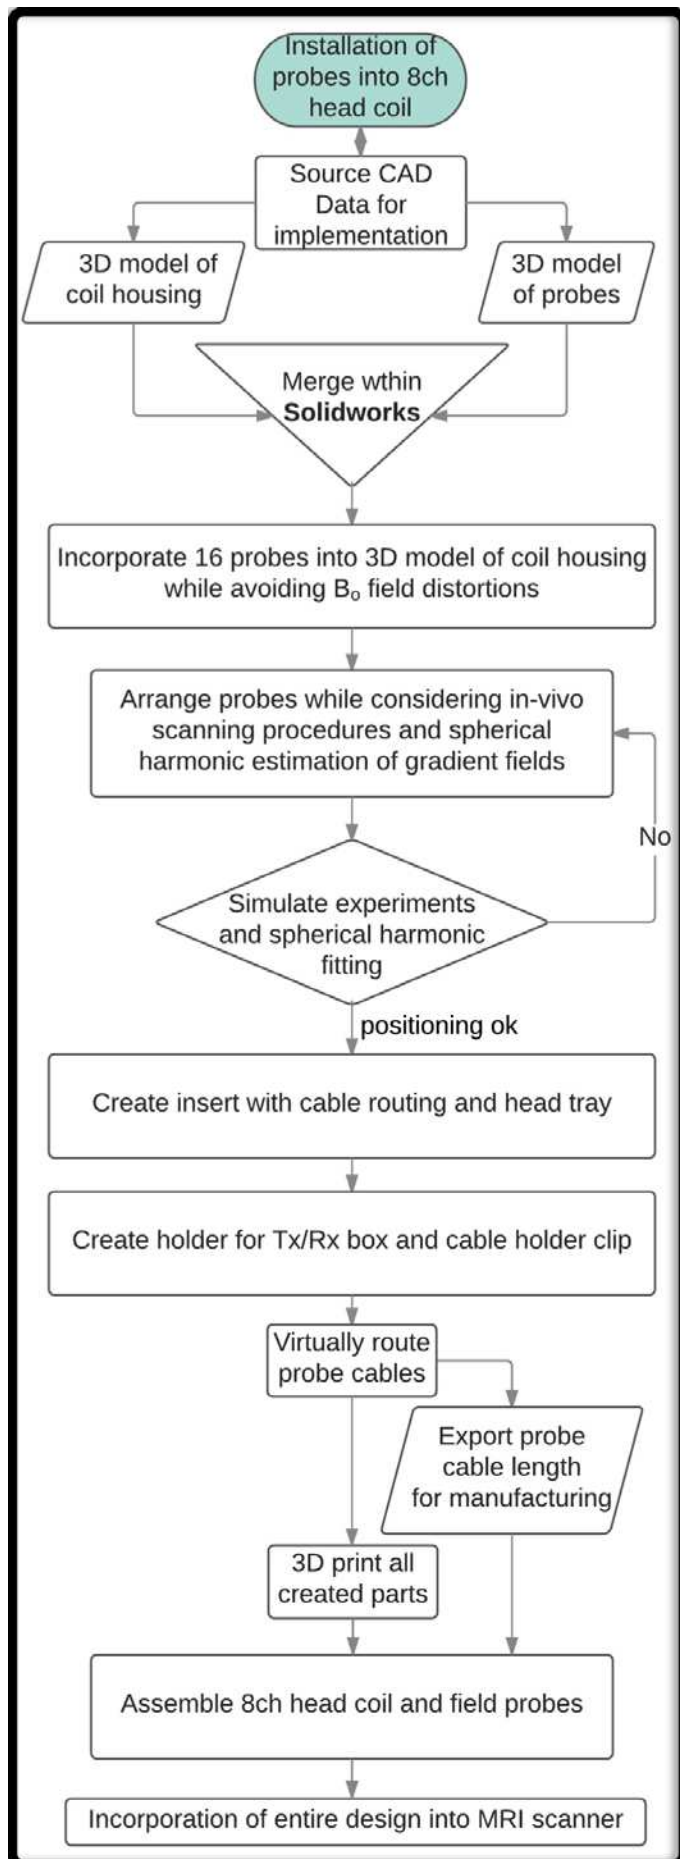 Installation of
probes into 8ch
head coil
Source CAD
Data for
implementation
3D model of
coil housing
3D model
of probes
Merge wthin
Solidworks
Incorporate 16 probes into 3D model of coil housing
while avoiding Bₒ field distortions
Arrange probes while considering in-vivo
scanning procedures and spherical
harmonic estimation of gradient fields
No
Simulate experiments
and spherical harmonic
fitting
positioning ok
Create insert with cable routing and head tray
Create holder for Tx/Rx box and cable holder clip
Virtually route
probe cables
Export probe
cable length
for manufacturing
3D print all
created parts
Assemble 8ch head coil and field probes
Incorporation of entire design into MRI scanner